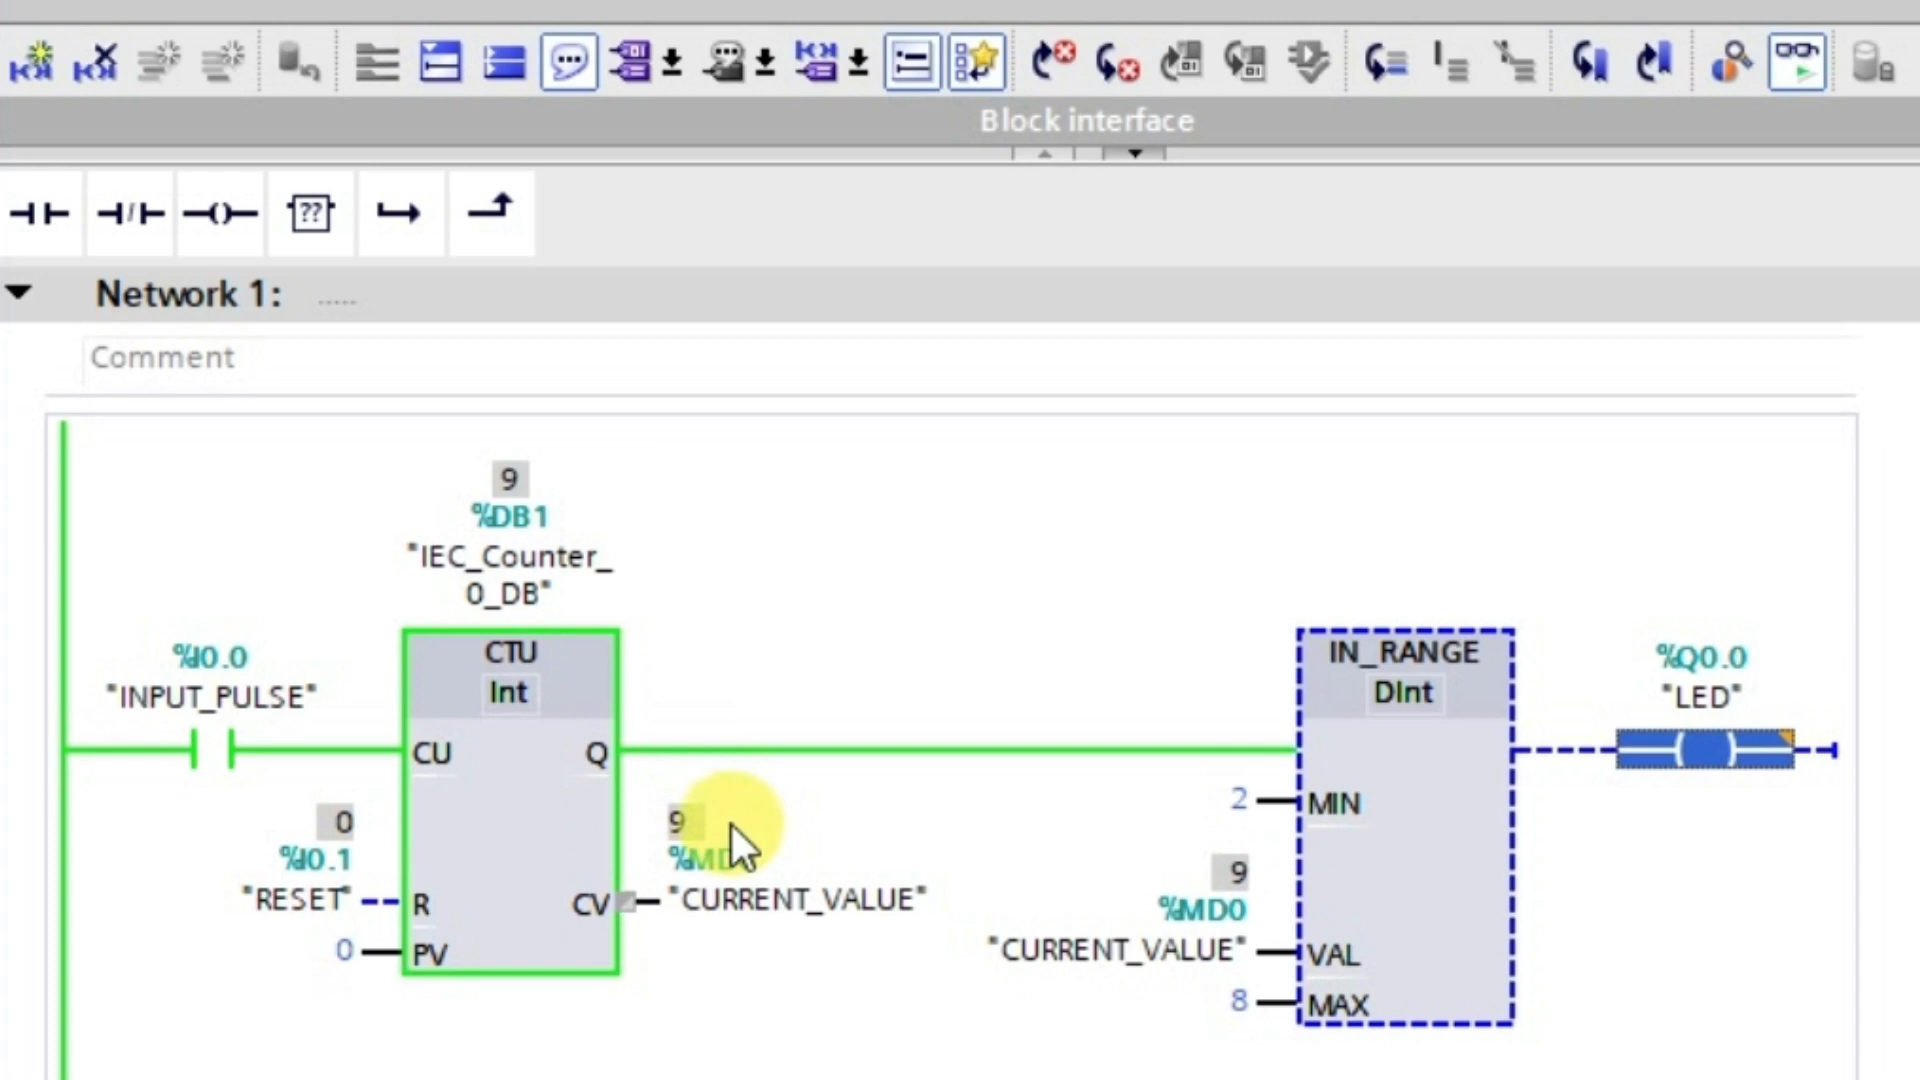 Block interface
??
Network 1: .....
Comment
9
%DB1
"IEC_Counter_
0_DB"
%I0.0
"INPUT_PULSE"
CTU
Int
IN_RANGE
DInt
%Q0.0
"LED"
CU
Q
0
%I0.1
"RESET"
R
0
PV
9
%MD
"CURRENT_VALUE"
CV
2
MIN
9
%MD0
"CURRENT_VALUE"
VAL
8
MAX